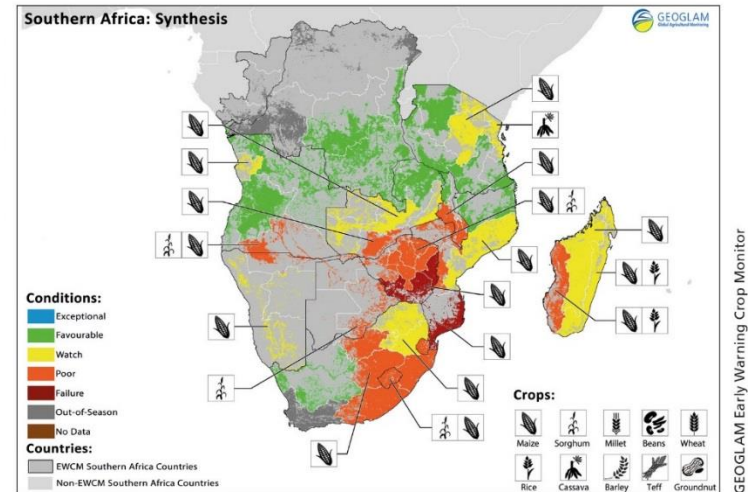 Southern Africa: Synthesis
GEOGLAM
Global Agricultural Monitoring
Conditions:
Exceptional
Favourable
Watch
Poor
Failure
Out-of-Season
No Data
Countries:
EWCM Southern Africa Countries
Non-EWCM Southern Africa Countries
Crops:
Maize
Sorghum
Millet
Beans
Wheat
Rice
Cassava
Barley
Teff
Groundnut
GEOGLAM Early Warning Crop Monitor